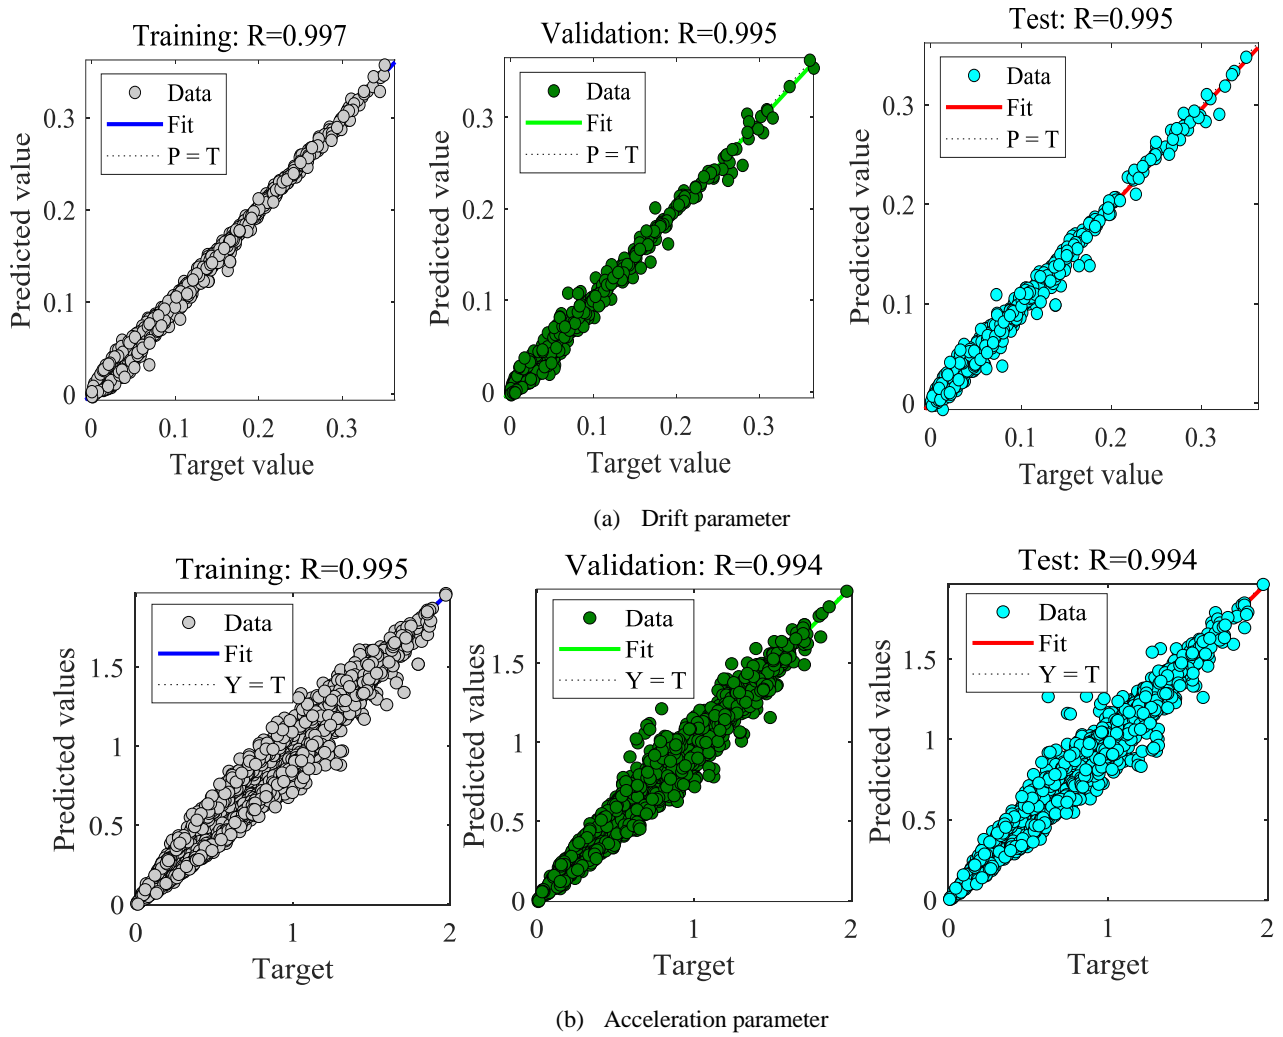 Training: R=0.997
Data
Fit
P = T
Predicted value
0.3
0.2
0.1
0
0 0.1 0.2 0.3
Target value
Validation: R=0.995
Data
Fit
P = T
Predicted value
0.3
0.2
0.1
0
0 0.1 0.2 0.3
Target value
Test: R=0.995
Data
Fit
P = T
Predicted value
0.3
0.2
0.1
0
0 0.1 0.2 0.3
Target value
(a) Drift parameter
Training: R=0.995
Data
Fit
Y = T
Predicted values
1.5
1
0.5
0
0 1 2
Target
Validation: R=0.994
Data
Fit
Y = T
Predicted values
1.5
1
0.5
0
0 1 2
Target
Test: R=0.994
Data
Fit
Y = T
Predicted values
1.5
1
0.5
0
0 1 2
Target
(b) Acceleration parameter